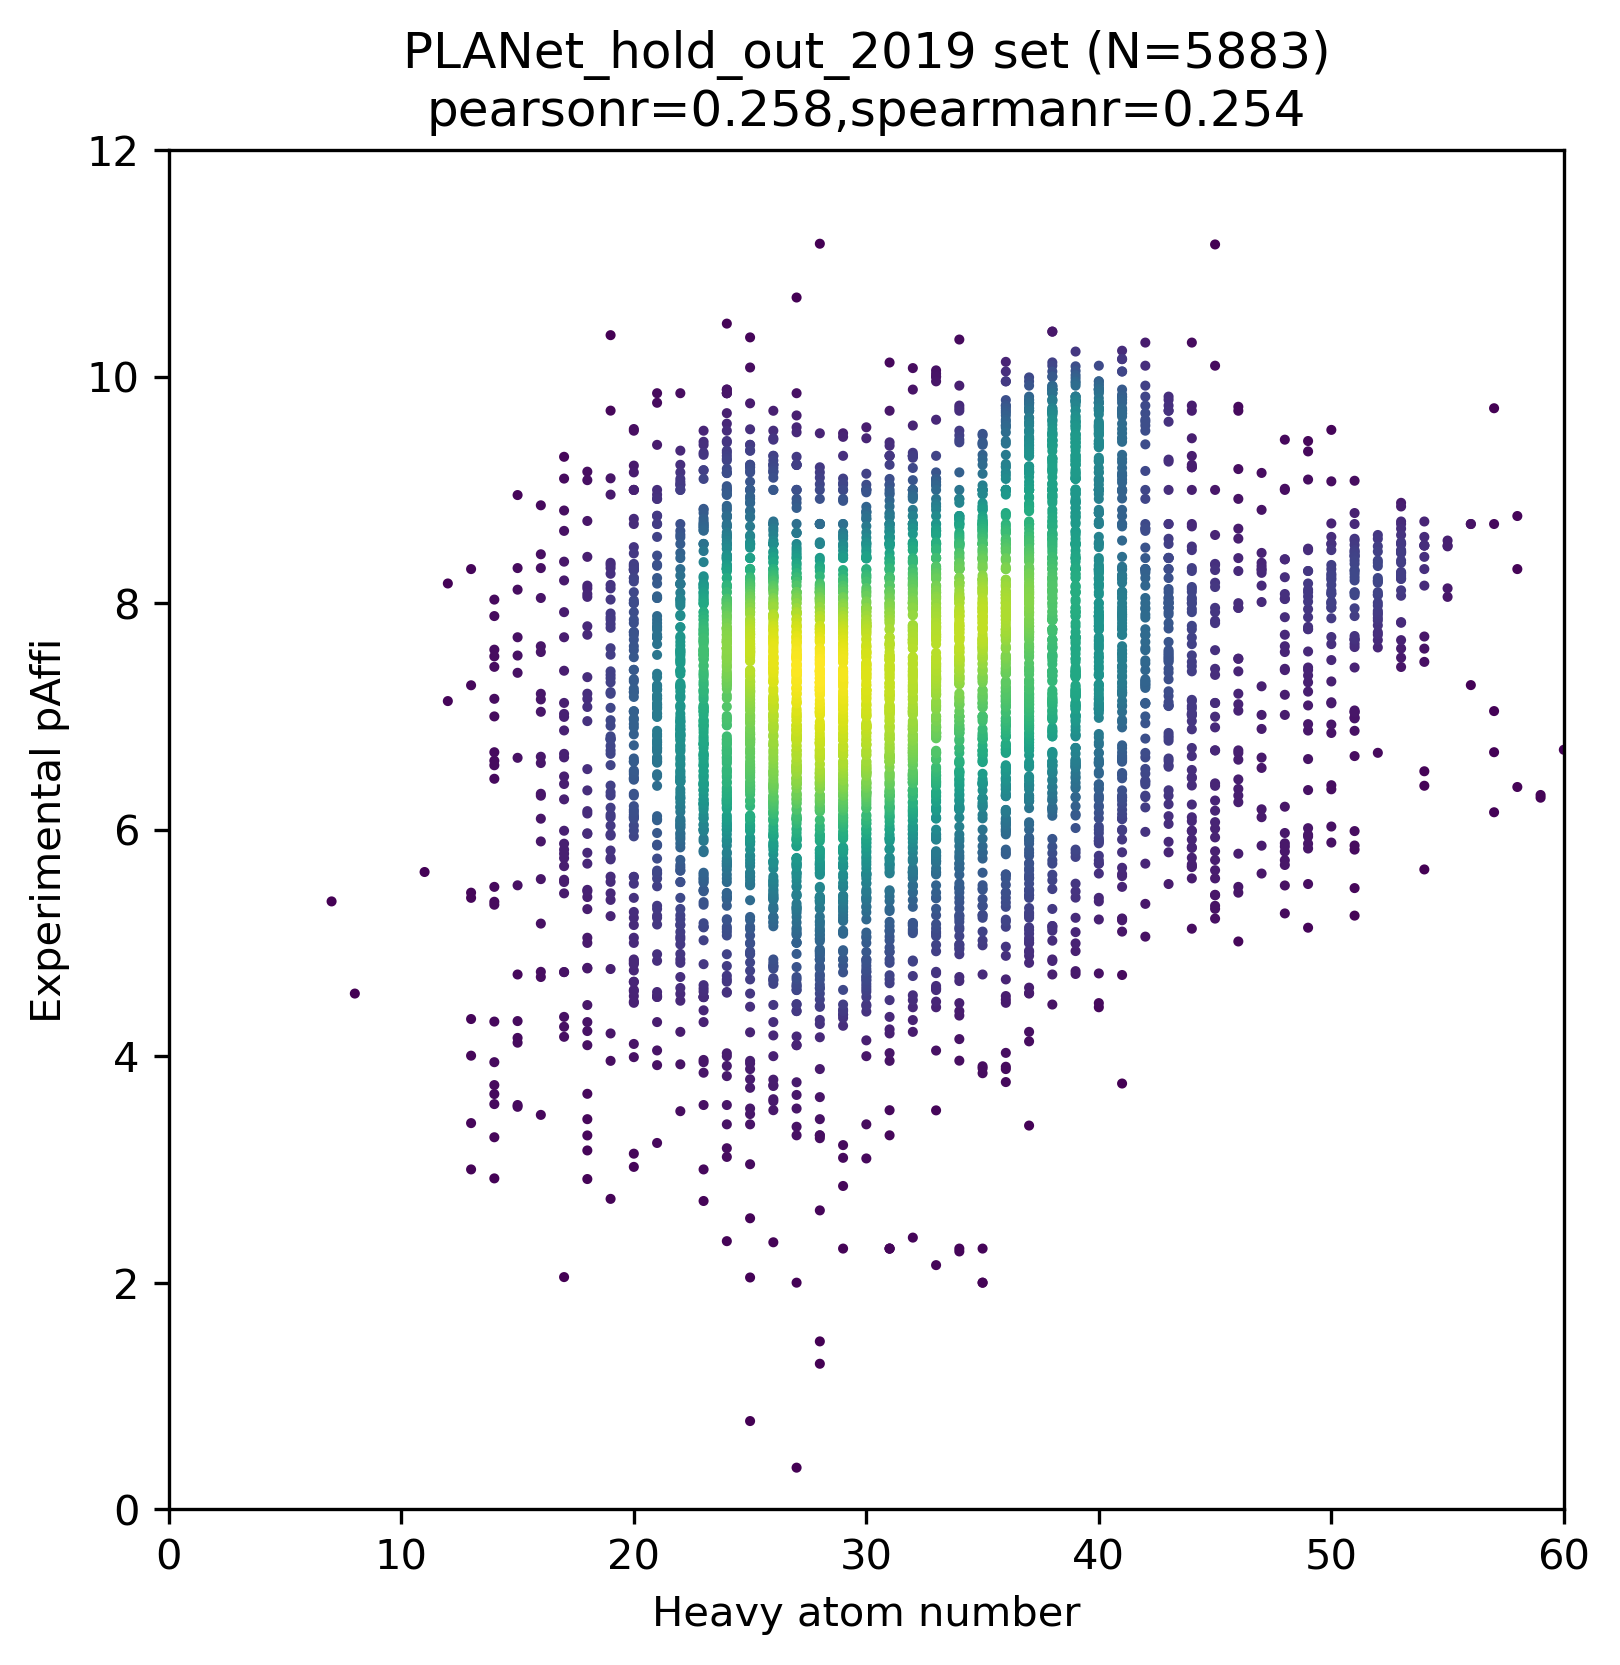 PLANet_hold_out_2019 set (N=5883)
pearsonr=0.258,spearmanr=0.254
12
10
8
6
4
2
0
Experimental pAffi
0 10 20 30 40 50 60
Heavy atom number